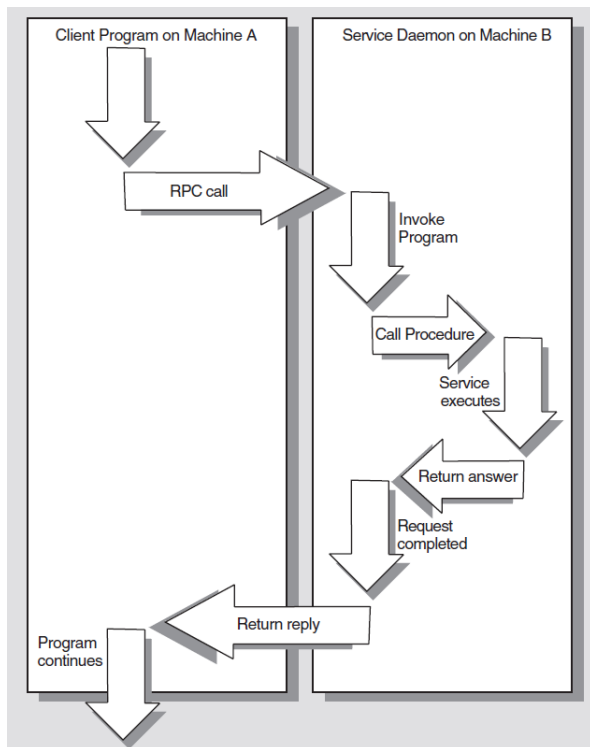 Client Program on Machine A
Service Daemon on Machine B
RPC call
Invoke
Program
Call Procedure
Service
executes
Return answer
Request
completed
Return reply
Program
continues